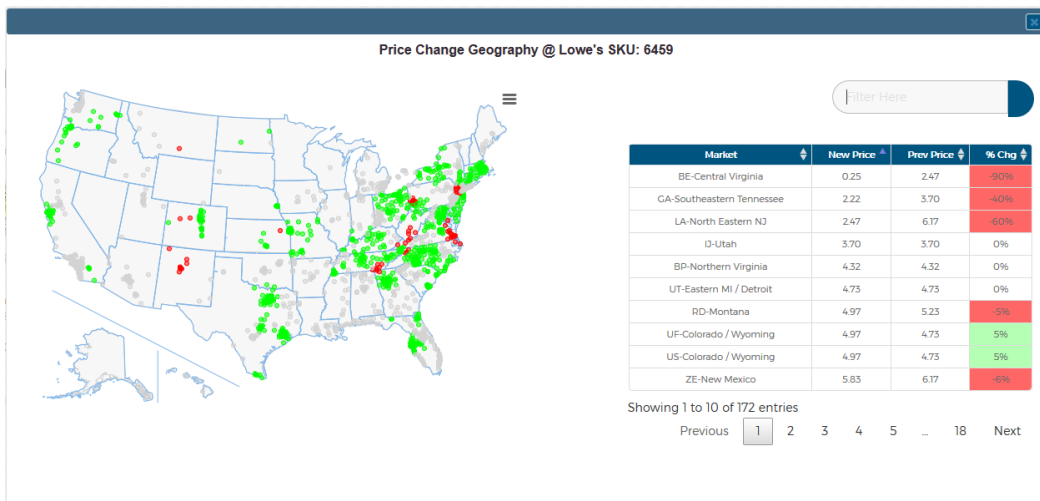 Price Change Geography @ Lowe's SKU: 6459
Filter Here
Market New Price Prev Price % Chg
BE-Central Virginia 0.25 2.47 -90%
GA-Southeastern Tennessee 2.22 3.70 -40%
LA-North Eastern NJ 2.47 6.17 -60%
IJ-Utah 3.70 3.70 0%
BP-Northern Virginia 4.32 4.32 0%
UT-Eastern MI / Detroit 4.73 4.73 0%
RD-Montana 4.97 5.23 -5%
UF-Colorado / Wyoming 4.97 4.73 5%
US-Colorado / Wyoming 4.97 4.73 5%
ZE-New Mexico 5.83 6.17 -6%
Showing 1 to 10 of 172 entries
Previous 1 2 3 4 5 ... 18 Next